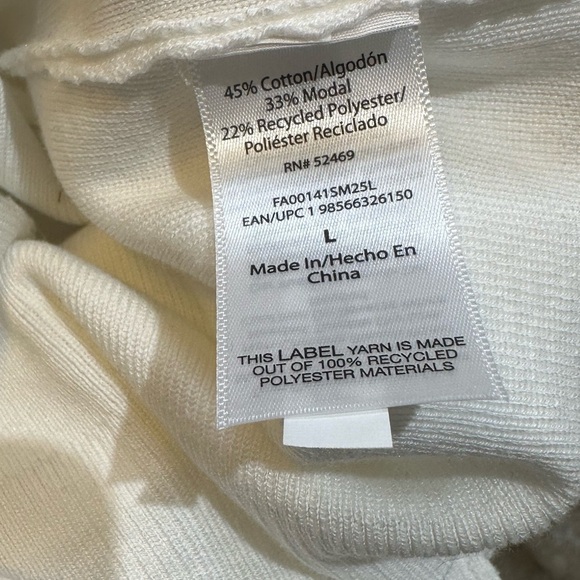 45% Cotton/Algodón
33% Modal
22% Recycled Polyester/
Poliéster Reciclado
RN# 52469
FA00141SM25L
EAN/UPC 1 98566326150
L
Made In/Hecho En
China
THIS LABEL YARN IS MADE
OUT OF 100% RECYCLED
POLYESTER MATERIALS